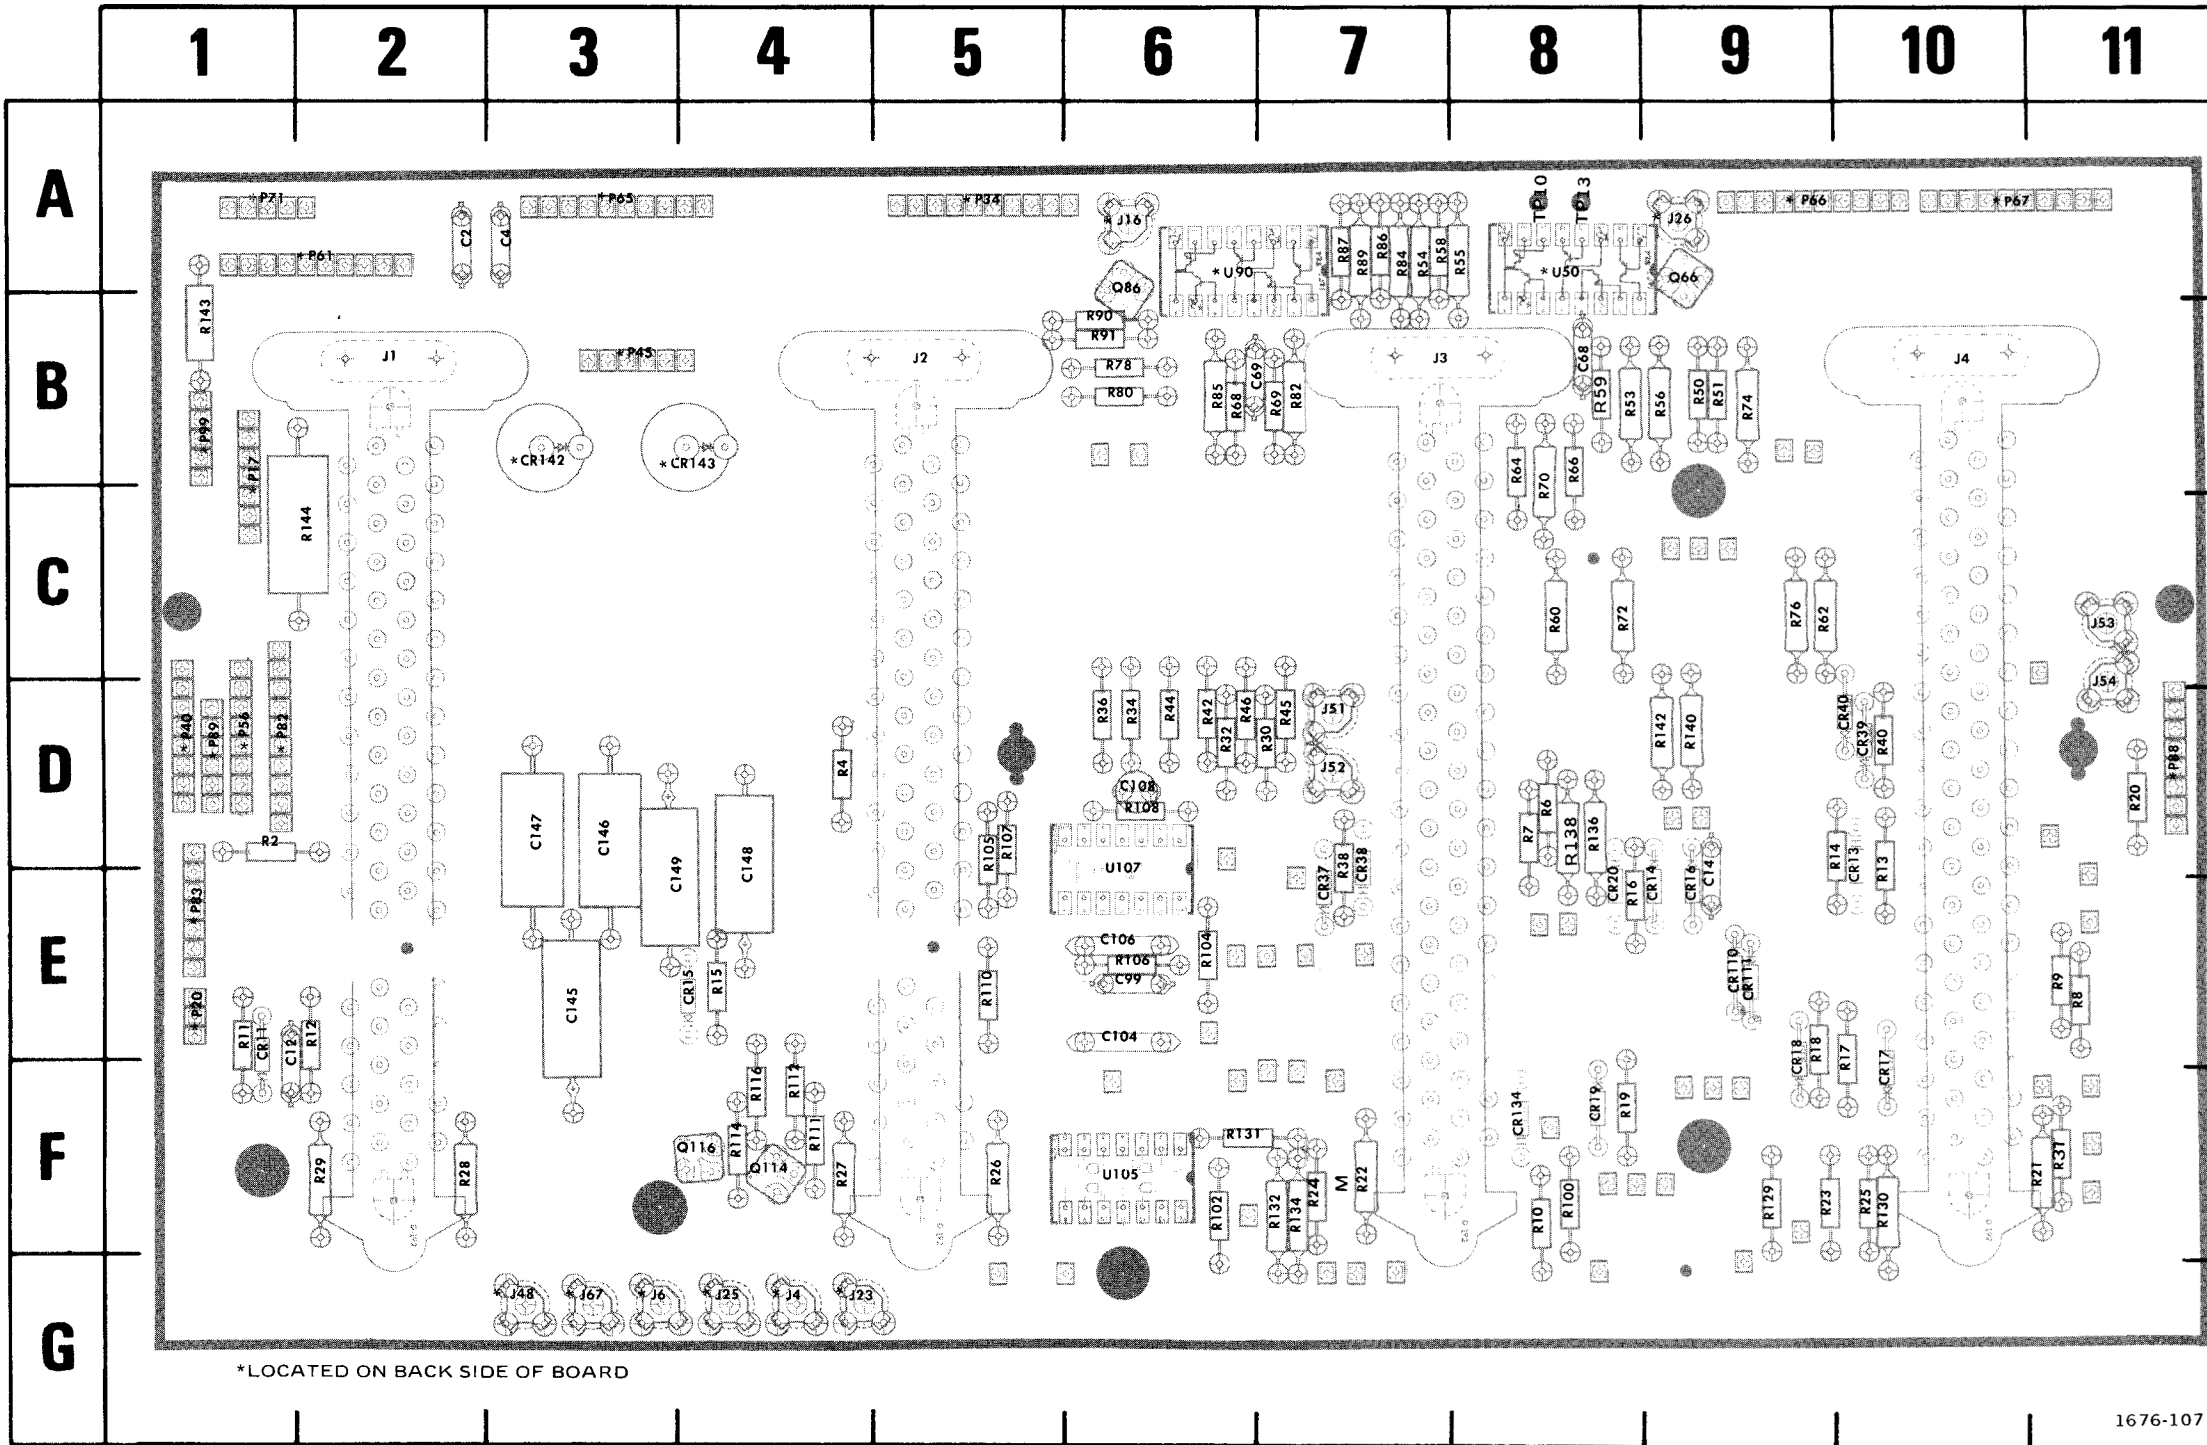 1 2 3 4 5 6 7 8 9 10 11
A
*P71 *P65 *P34 *J16 TP10 TP13 *J26 *P66 *P67
C2 C4
*P61 *U90 R87 R89 R86 R84 R54 R58 R55 *U50 Q66
Q86
R143 R90
R91
B
J1 *P45 J2 R78 C69 J3 C68 J4
R80 R85 R68 R69 R82 R59 R53 R56 R50 R51 R74
*P99 *P17 *CR142 *CR143 R64 R70 R66
R144
C
R60 R72 R76 R62 J53
J54
D
*P40 *P89 *P56 *P82 R4 R36 R34 R44 R42 R32 R46 R30 R45 J51 R142 R140 CR40 CR39 R40 *P88
J52
C108 R20
R108 R7 R6
R2 C147 C146 C149 C148 R105 R107 U107 CR37 R38 CR38 R138 R136 CR20 R16 CR14 CR16 C14 R14 CR13 R13
E
*P83 C106 R104
R106 CR110 CR111 R9 R8
C99
*P20 C145 CR15 R15 R110
R11 CR11 C12 R12 C104 CR18 R18 R17 CR17
F
R116 R112 CR134 CR19 R19
R114 R111 R131
R29 R28 Q116 Q114 R27 R26 U105 R102 R132 R134 R24 M R22 R101 R100 R129 R23 R25 R130 R21 R31
G
*J48 *J67 *J6 *J25 *J4 *J23
*LOCATED ON BACK SIDE OF BOARD
1676-107